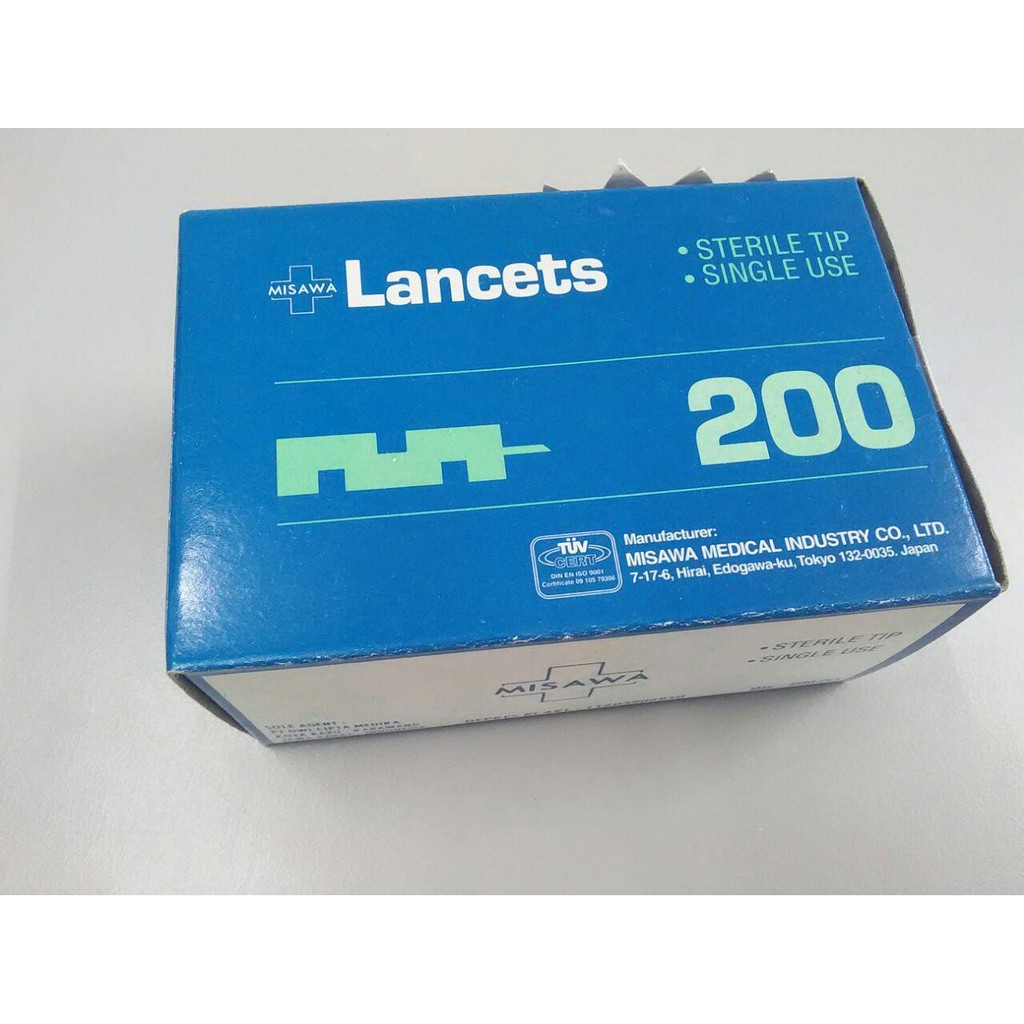 MISAWA Lancets
• STERILE TIP
• SINGLE USE
200
TÜV
CERT
DIN EN ISO 9001
Certificate 09 105 79306
Manufacturer:
MISAWA MEDICAL INDUSTRY CO., LTD.
7-17-6, Hirai, Edogawa-ku, Tokyo 132-0035. Japan
MISAWA
• STERILE TIP
• SINGLE USE
SOLE AGENT :